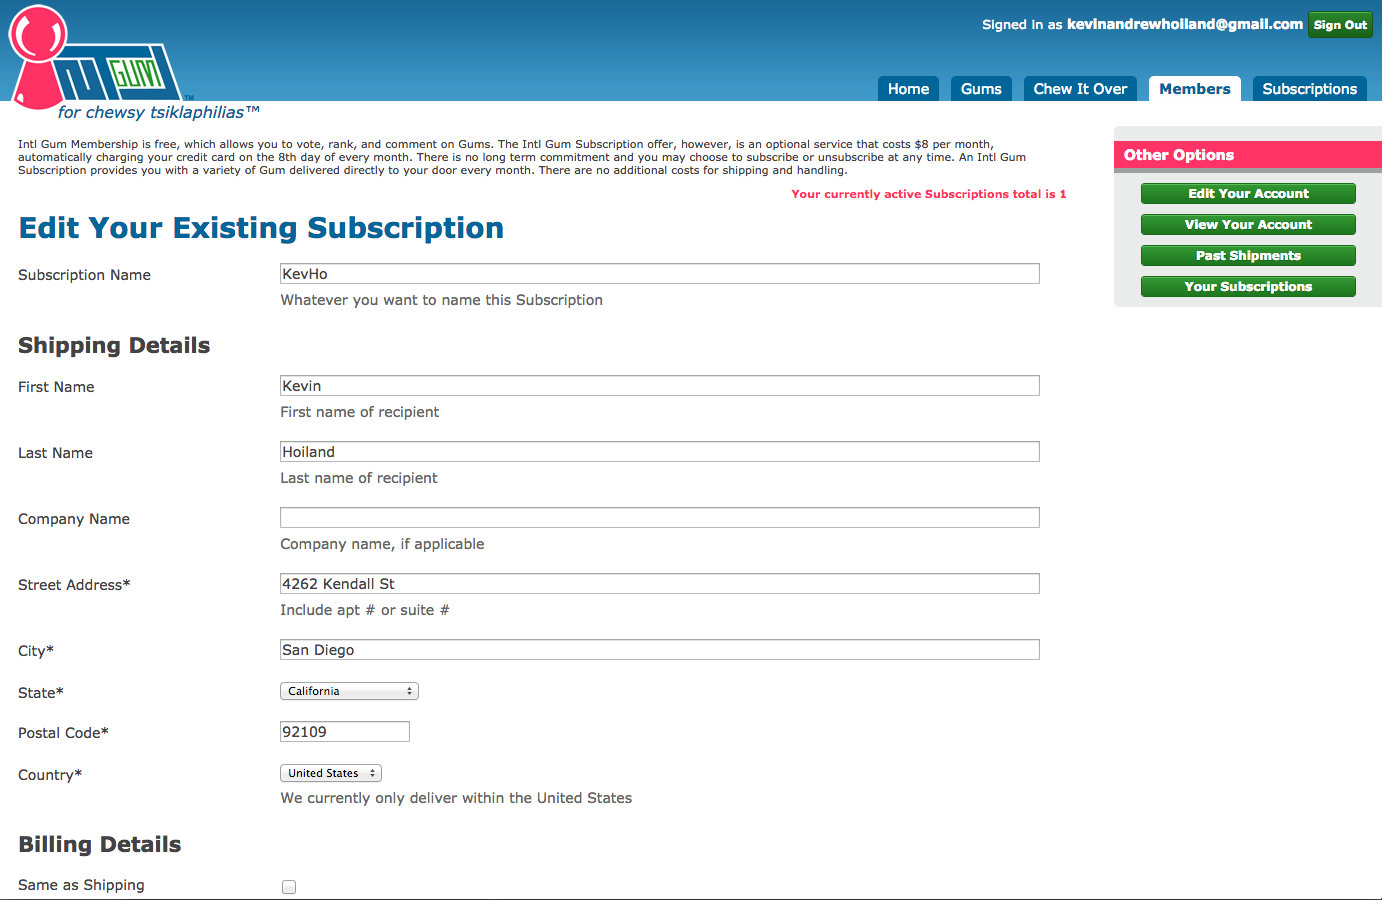 Signed in as kevinandrewhoiland@gmail.com Sign Out
INTL GUM ™
for chewsy tsiklaphilias™
Home Gums Chew It Over Members Subscriptions
Intl Gum Membership is free, which allows you to vote, rank, and comment on Gums. The Intl Gum Subscription offer, however, is an optional service that costs $8 per month,
automatically charging your credit card on the 8th day of every month. There is no long term commitment and you may choose to subscribe or unsubscribe at any time. An Intl Gum
Subscription provides you with a variety of Gum delivered directly to your door every month. There are no additional costs for shipping and handling.
Your currently active Subscriptions total is 1
Other Options
Edit Your Account
View Your Account
Past Shipments
Your Subscriptions
Edit Your Existing Subscription
Subscription Name KevHo
Whatever you want to name this Subscription
Shipping Details
First Name Kevin
First name of recipient
Last Name Hoiland
Last name of recipient
Company Name
Company name, if applicable
Street Address* 4262 Kendall St
Include apt # or suite #
City* San Diego
State* California
Postal Code* 92109
Country* United States
We currently only deliver within the United States
Billing Details
Same as Shipping